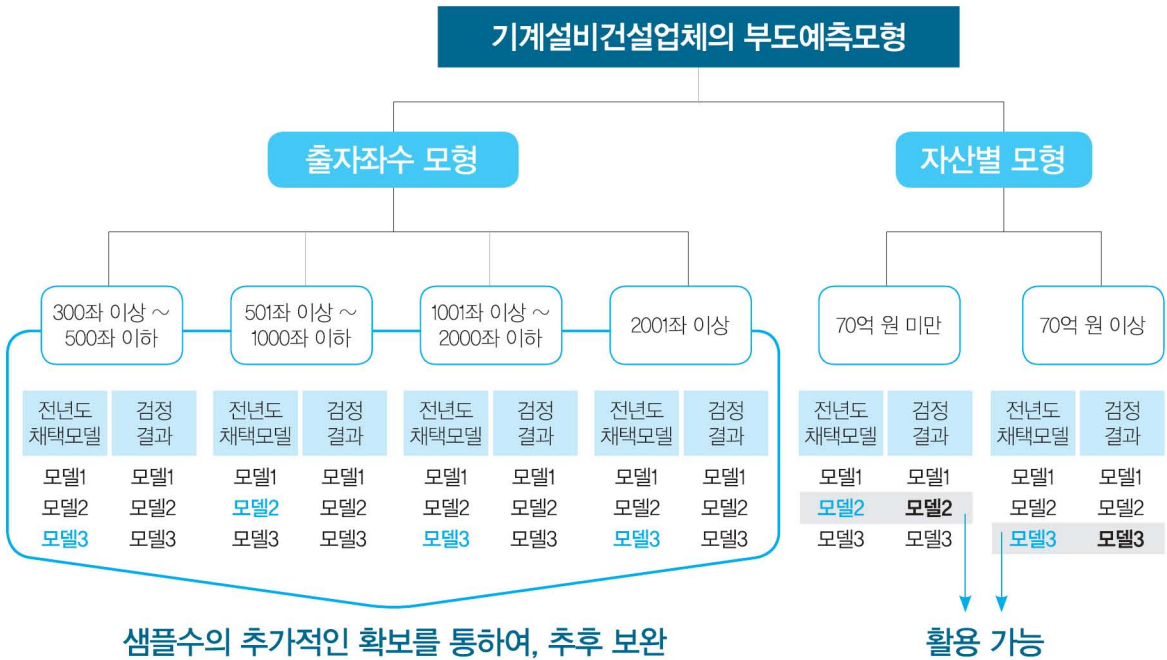 기계설비건설업체의 부도예측모형
출자좌수 모형
자산별 모형
300좌 이상 ~
500좌 이하
501좌 이상 ~
1000좌 이하
1001좌 이상 ~
2000좌 이하
2001좌 이상
70억 원 미만
70억 원 이상
전년도 채택모델
검정 결과
전년도 채택모델
검정 결과
전년도 채택모델
검정 결과
전년도 채택모델
검정 결과
전년도 채택모델
검정 결과
전년도 채택모델
검정 결과
모델1 모델1 모델1 모델1 모델1 모델1 모델1 모델1 모델1 모델1 모델1 모델1
모델2 모델2 모델2 모델2 모델2 모델2 모델2 모델2 모델2 모델2 모델2 모델2
모델3 모델3 모델3 모델3 모델3 모델3 모델3 모델3 모델3 모델3 모델3 모델3
샘플수의 추가적인 확보를 통하여, 추후 보완
활용 가능